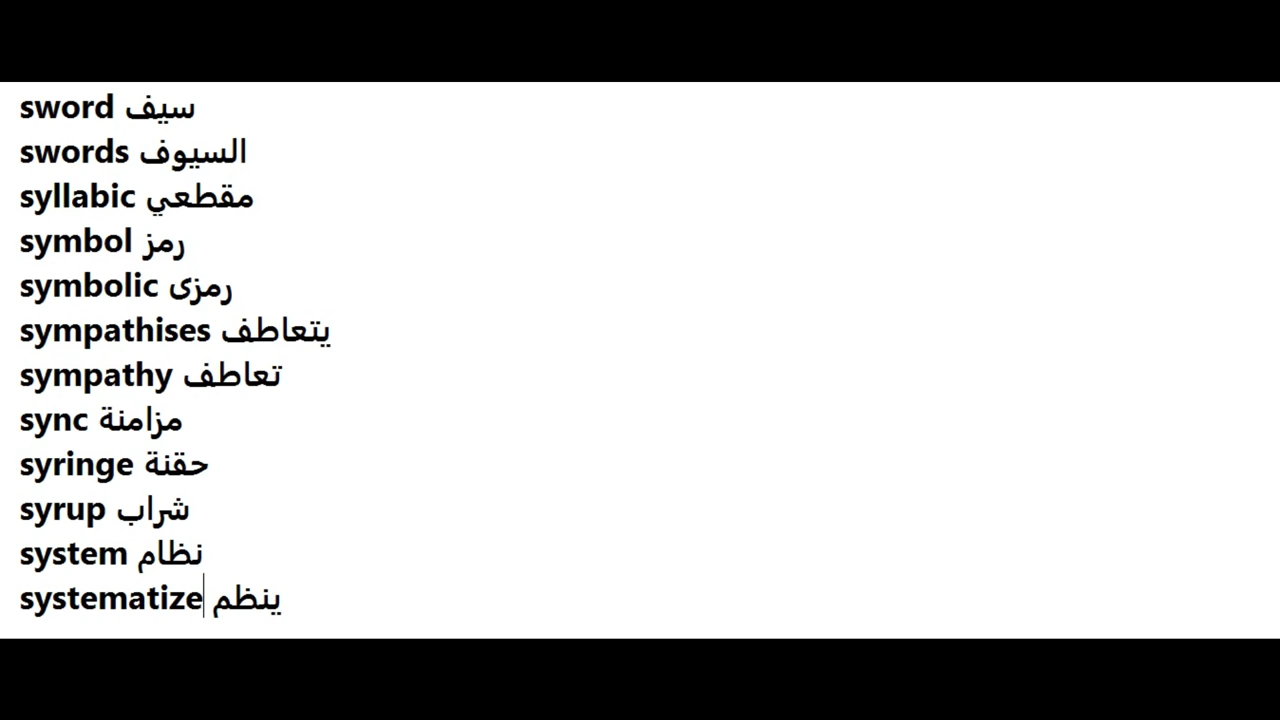 sword سيف
swords السيوف
syllabic مقطعي
symbol رمز
symbolic رمزى
sympathises يتعاطف
sympathy تعاطف
sync مزامنة
syringe حقنة
syrup شراب
system نظام
systematize ينظم